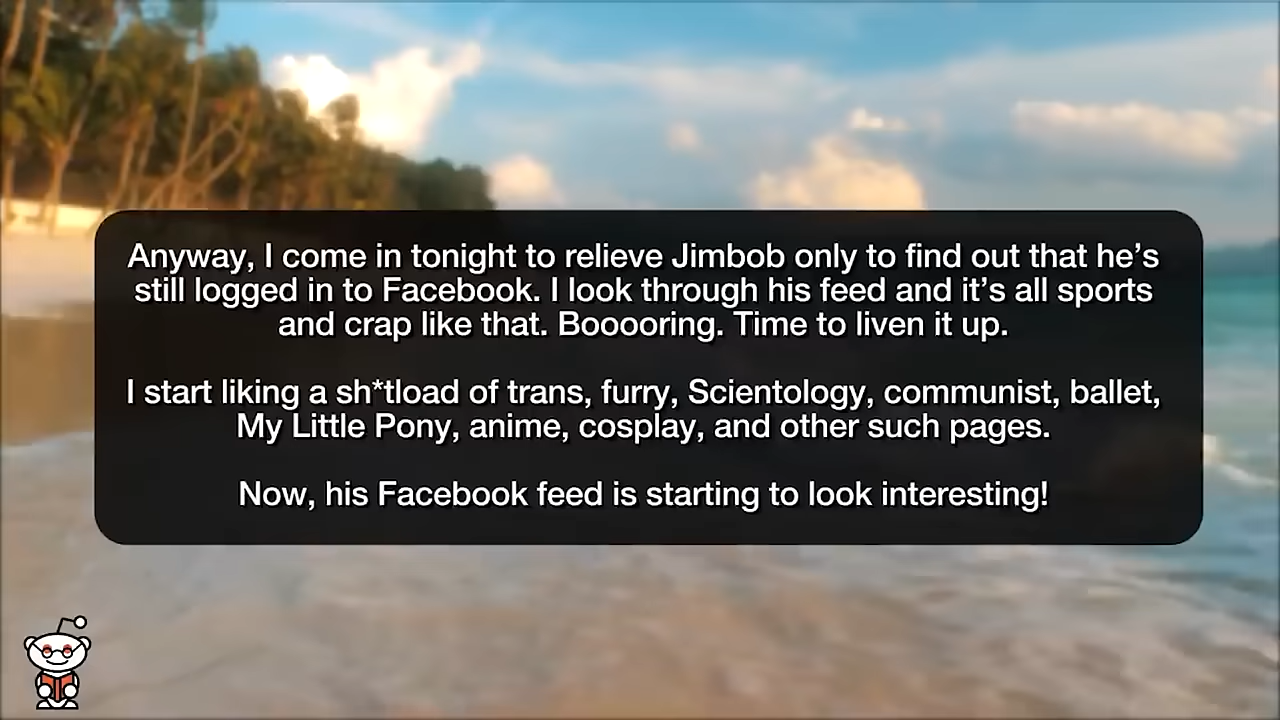 Anyway, I come in tonight to relieve Jimbob only to find out that he’s
still logged in to Facebook. I look through his feed and it’s all sports
and crap like that. Booooring. Time to liven it up.
I start liking a sh*tload of trans, furry, Scientology, communist, ballet,
My Little Pony, anime, cosplay, and other such pages.
Now, his Facebook feed is starting to look interesting!